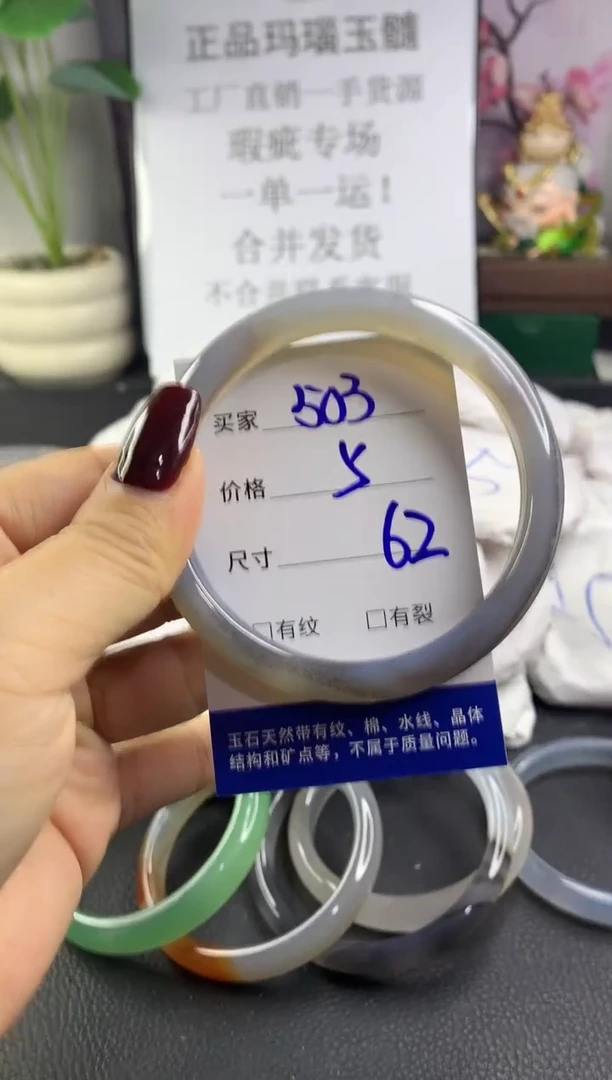 正品玛瑙玉髓
工厂直销一手货源
瑕疵专场
一单一运！
合并发货
买家 503
价格 5
尺寸 62
□有纹 □有裂
玉石天然带有纹、棉、水线、晶体
结构和矿点等，不属于质量问题。